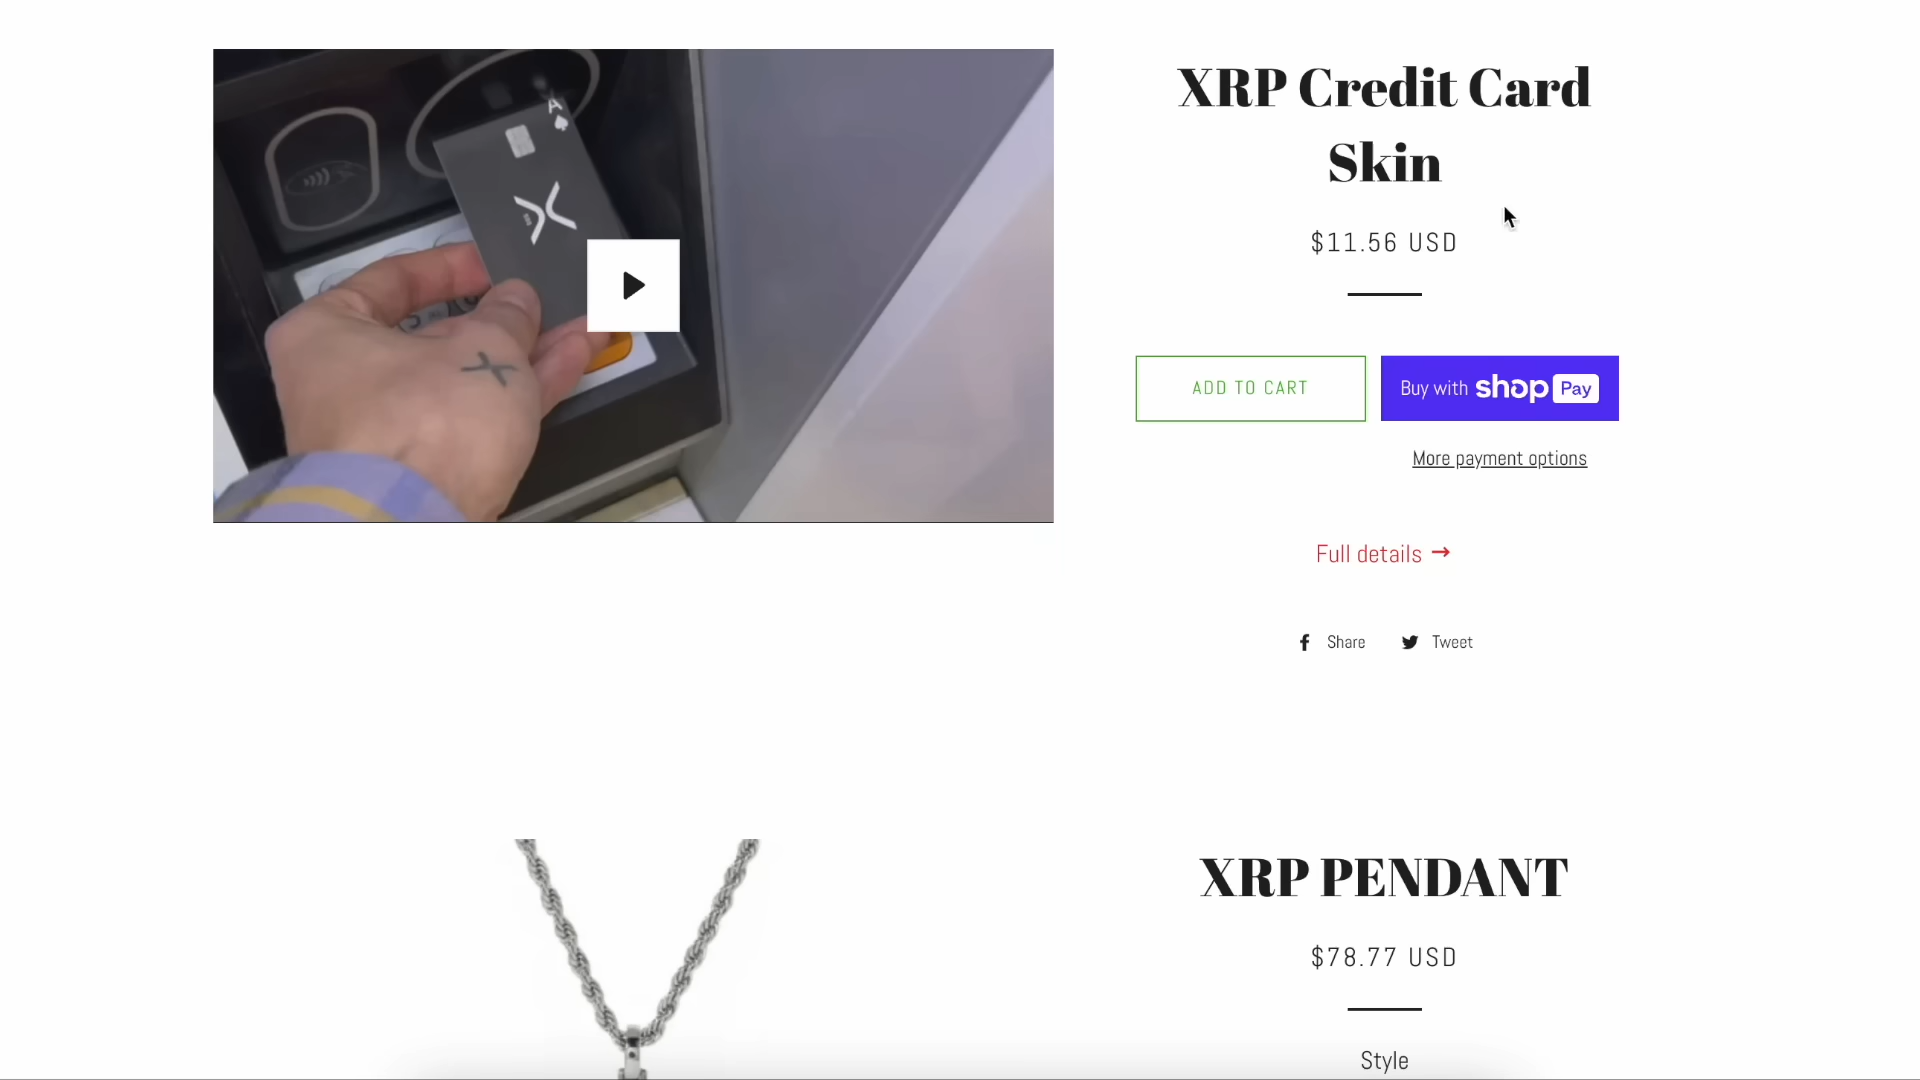 XRP Credit Card
Skin
$11.56 USD
ADD TO CART
Buy with shop Pay
More payment options
Full details →
Share
Tweet
A
XRP PENDANT
$78.77 USD
Style